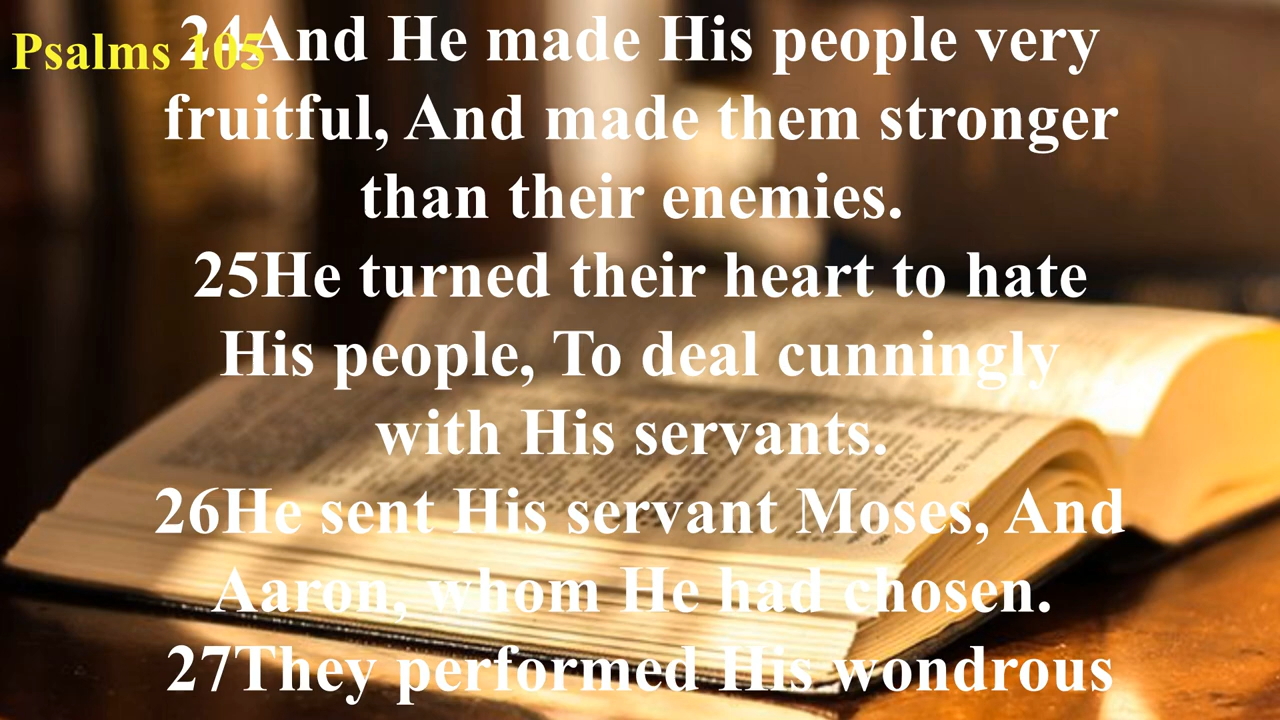 Psalms 105
24And He made His people very
fruitful, And made them stronger
than their enemies.
25He turned their heart to hate
His people, To deal cunningly
with His servants.
26He sent His servant Moses, And
Aaron, whom He had chosen.
27They performed His wondrous